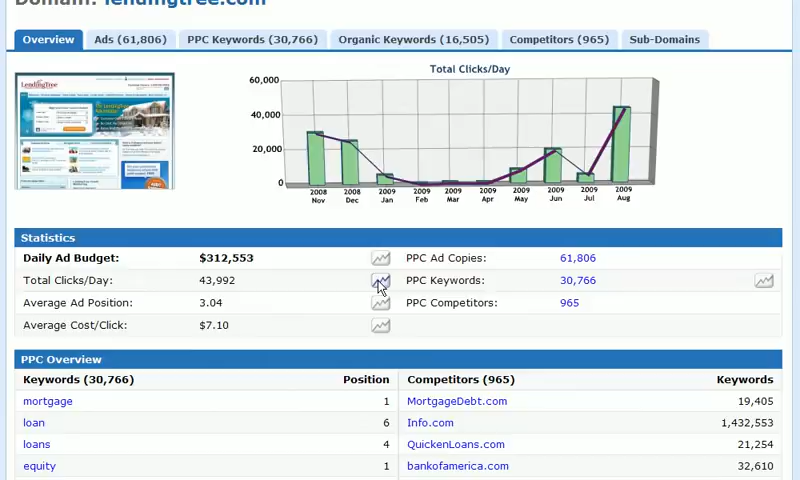 Domain: lendingtree.com
Overview Ads (61,806) PPC Keywords (30,766) Organic Keywords (16,505) Competitors (965) Sub-Domains
LendingTree
Total Clicks/Day
60,000
40,000
20,000
0
2008 Nov
2008 Dec
2009 Jan
2009 Feb
2009 Mar
2009 Apr
2009 May
2009 Jun
2009 Jul
2009 Aug
Statistics
Daily Ad Budget: $312,553 PPC Ad Copies: 61,806
Total Clicks/Day: 43,992 PPC Keywords: 30,766
Average Ad Position: 3.04 PPC Competitors: 965
Average Cost/Click: $7.10
PPC Overview
Keywords (30,766) Position Competitors (965) Keywords
mortgage 1 MortgageDebt.com 19,405
loan 6 Info.com 1,432,553
loans 4 QuickenLoans.com 21,254
equity 1 bankofamerica.com 32,610